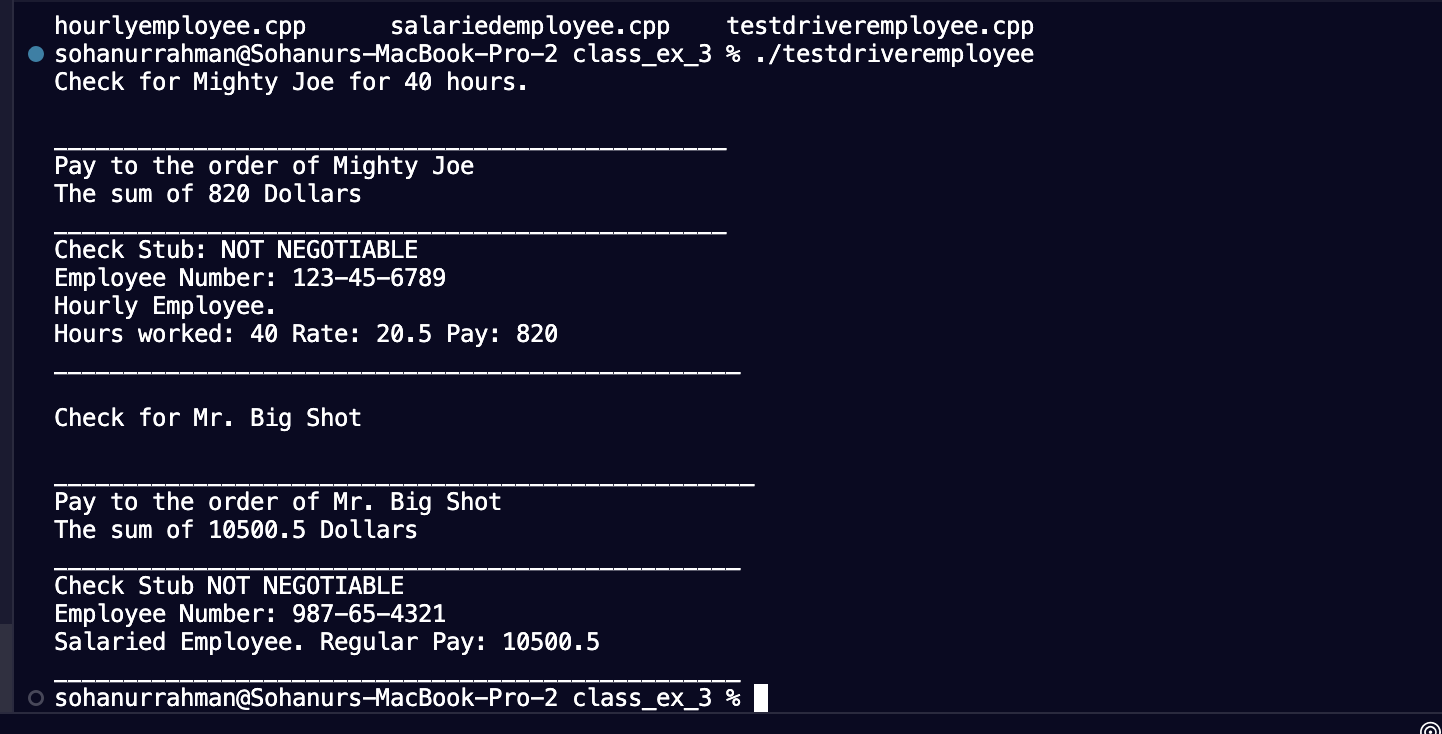 hourlyemployee.cpp      salariedemployee.cpp    testdriveremployee.cpp
sohanurrahman@Sohanurs-MacBook-Pro-2 class_ex_3 % ./testdriveremployee
Check for Mighty Joe for 40 hours.
________________________________________________
Pay to the order of Mighty Joe
The sum of 820 Dollars
________________________________________________
Check Stub: NOT NEGOTIABLE
Employee Number: 123-45-6789
Hourly Employee.
Hours worked: 40 Rate: 20.5 Pay: 820
_________________________________________________
Check for Mr. Big Shot
__________________________________________________
Pay to the order of Mr. Big Shot
The sum of 10500.5 Dollars
_________________________________________________
Check Stub NOT NEGOTIABLE
Employee Number: 987-65-4321
Salaried Employee. Regular Pay: 10500.5
_________________________________________________
sohanurrahman@Sohanurs-MacBook-Pro-2 class_ex_3 %